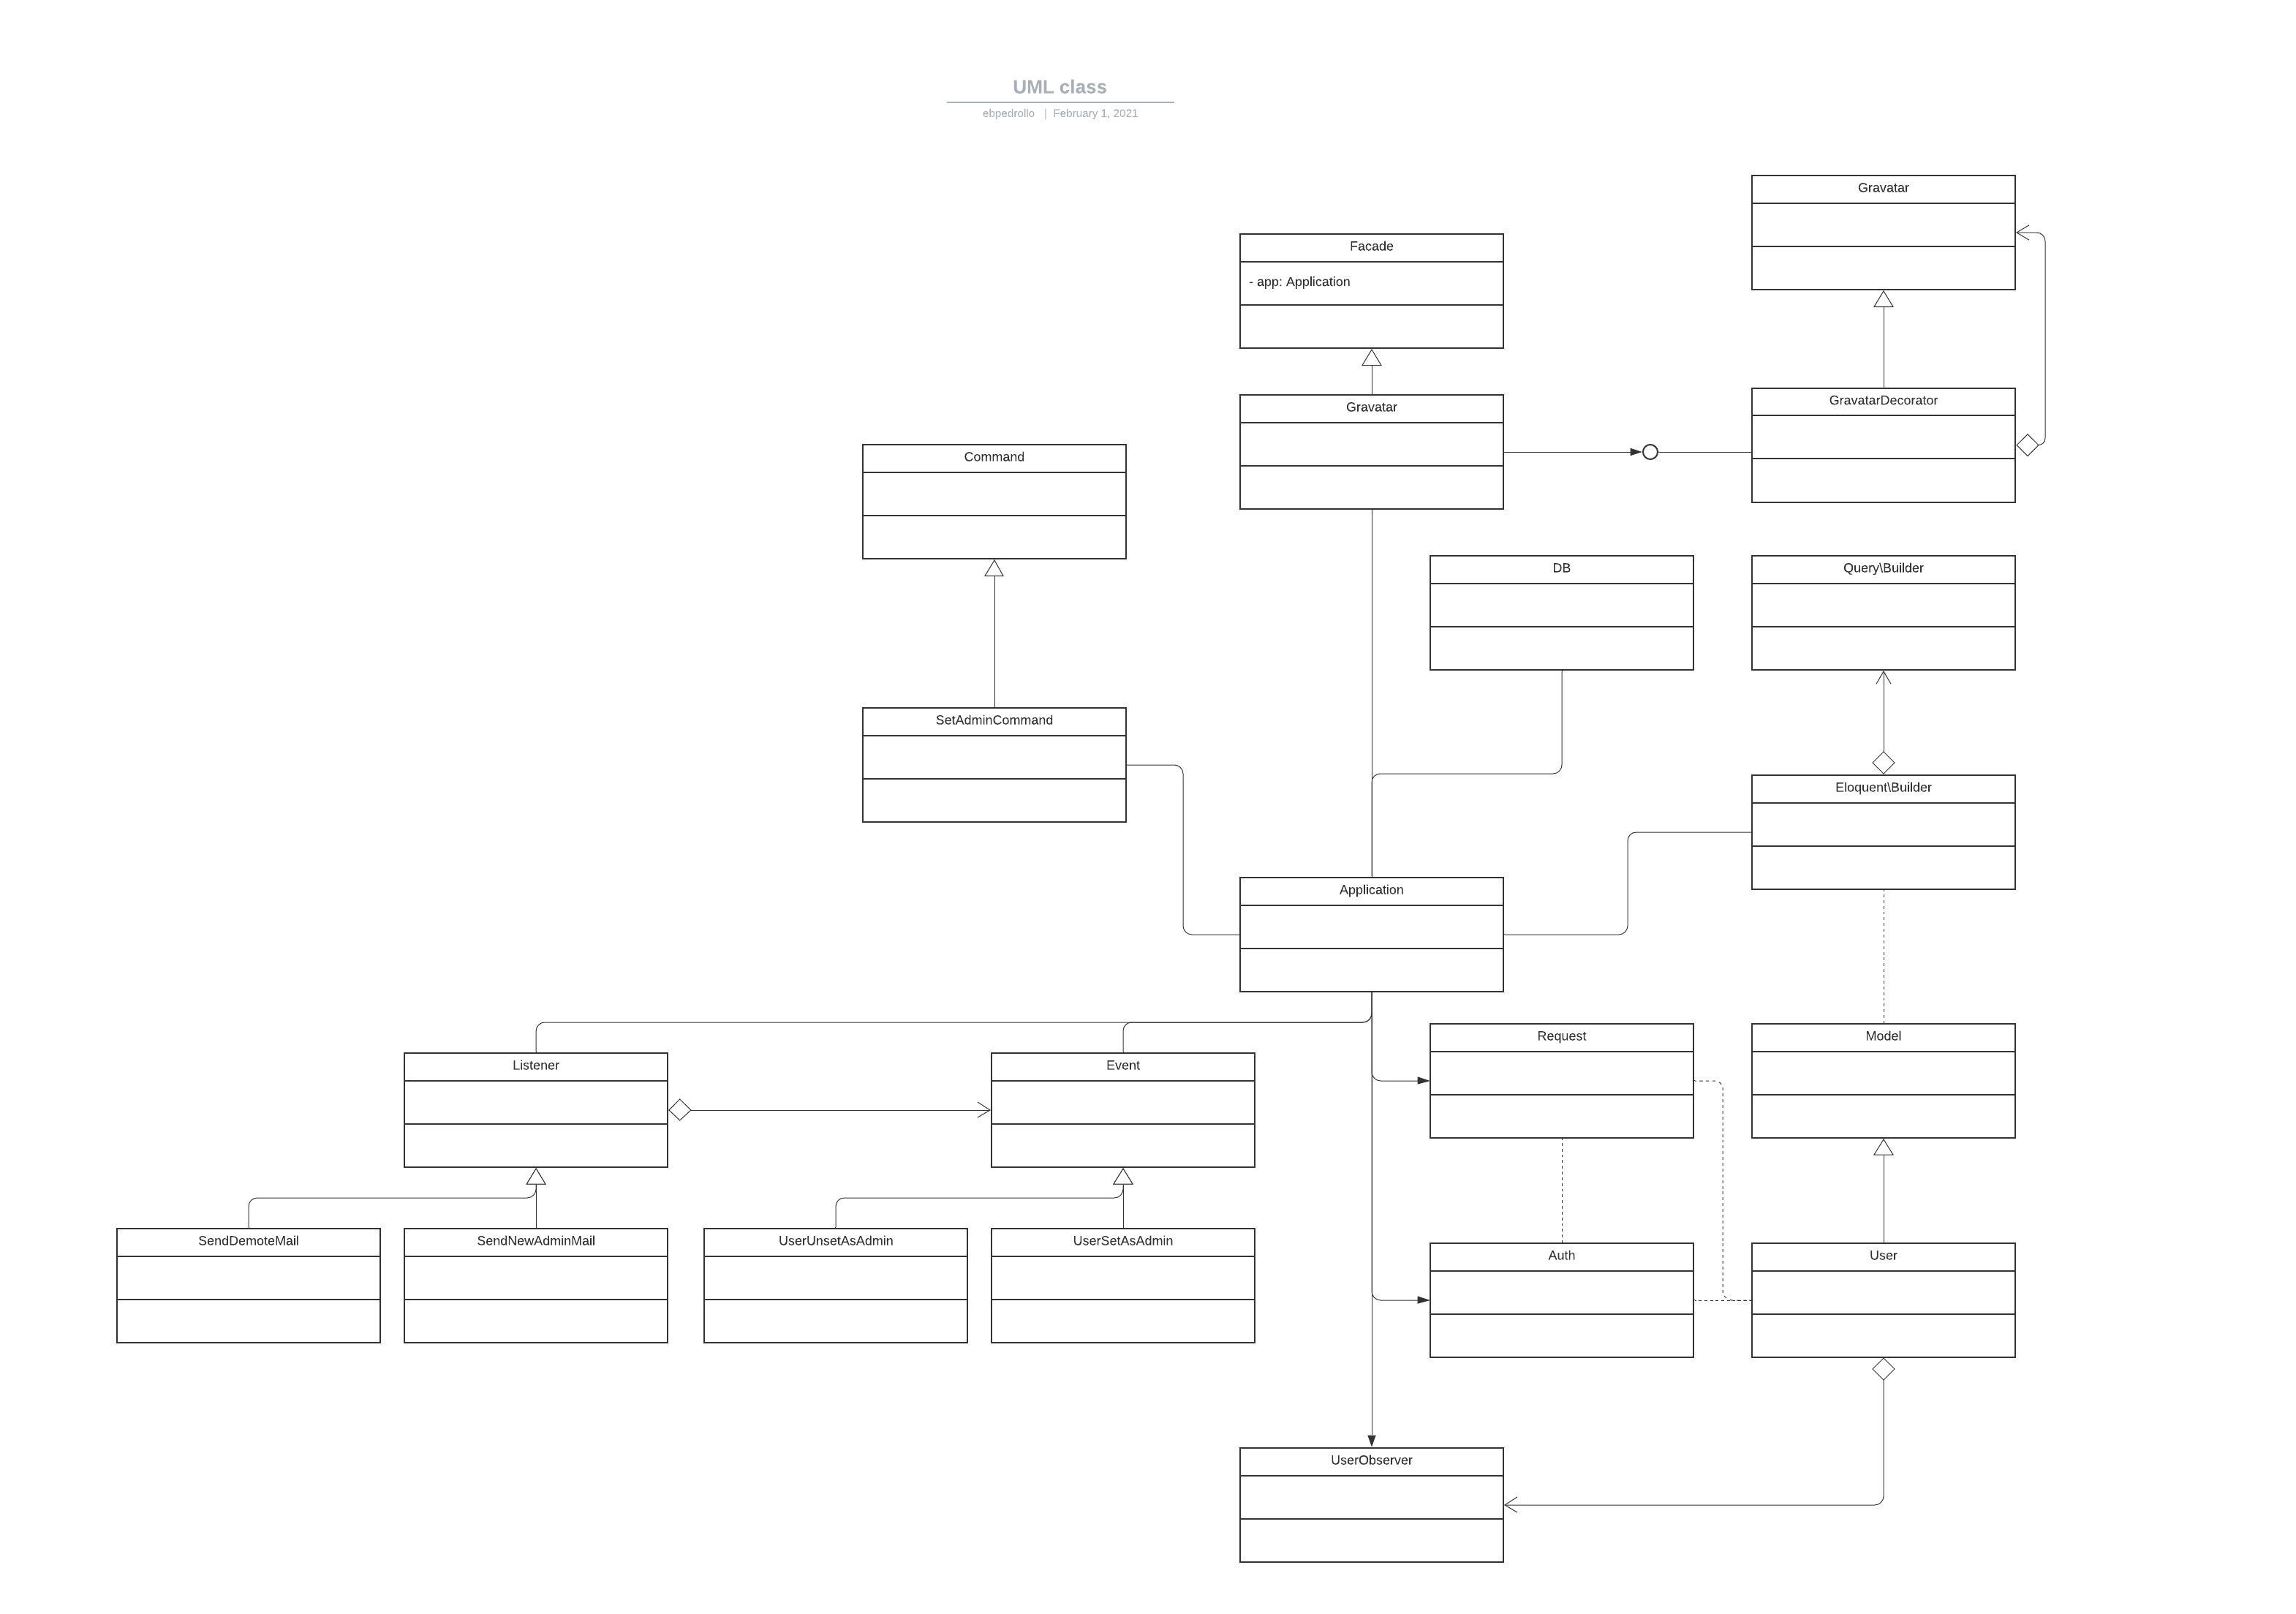 UML class
ebpedrollo | February 1, 2021
Gravatar
Facade
- app: Application
Gravatar
GravatarDecorator
Command
DB
Query\Builder
SetAdminCommand
Eloquent\Builder
Application
Request
Model
Listener
Event
SendDemoteMail
SendNewAdminMail
UserUnsetAsAdmin
UserSetAsAdmin
Auth
User
UserObserver